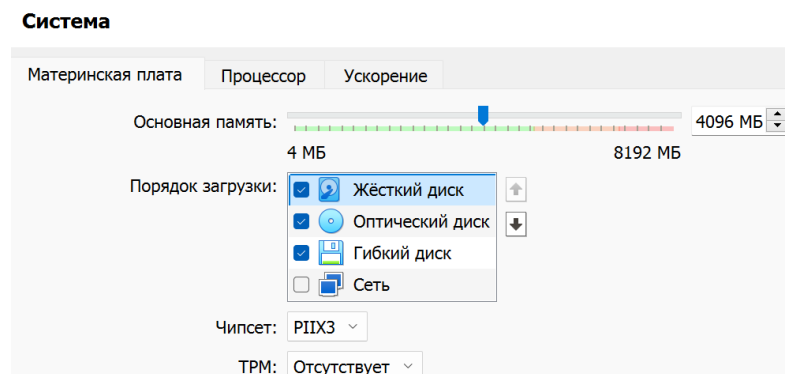 Система
Материнская плата Процессор Ускорение
Основная память: 4096 МБ
4 МБ 8192 МБ
Порядок загрузки: Жёсткий диск
Оптический диск
Гибкий диск
Сеть
Чипсет: PIIX3
TPM: Отсутствует